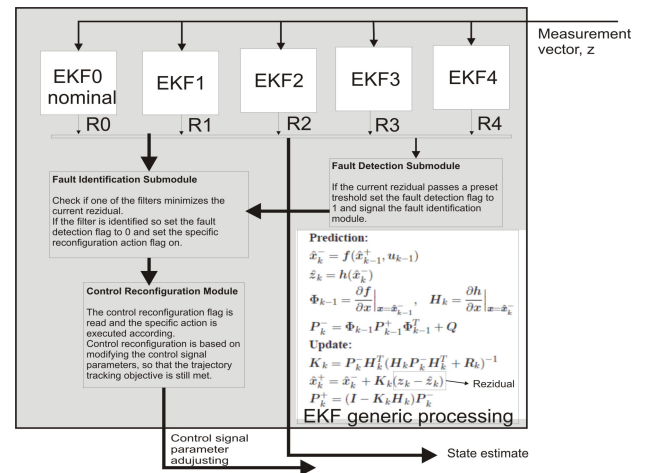 Measurement
vector, z
EKF0
nominal
EKF1
EKF2
EKF3
EKF4
R0
R1
R2
R3
R4
Fault Identification Submodule
Check if one of the filters minimizes the
current rezidual.
If the filter is identified so set the fault
detection flag to 0 and set the specific
reconfiguration action flag on.
Fault Detection Submodule
If the current rezidual passes a preset
treshold set the fault detection flag to
1 and signal the fault identification
module.
Control Reconfiguration Module
The control reconfiguration flag is
read and the specific action is
executed according.
Control reconfiguration is based on
modifying the control signal
parameters, so that the trajectory
tracking objective is still met.
Prediction:
x̂ₖ⁻ = f(x̂ₖ₋₁⁺, uₖ₋₁)
ẑₖ = h(x̂ₖ⁻)
Φₖ₋₁ = ∂f/∂x |ₓ₌ₓ̂ₖ₋₁⁻, Hₖ = ∂h/∂x |ₓ₌ₓ̂ₖ⁻
Pₖ⁻ = Φₖ₋₁Pₖ₋₁⁺Φₖ₋₁ᵀ + Q
Update:
Kₖ = Pₖ⁻Hₖᵀ(HₖPₖ⁻Hₖᵀ + Rₖ)⁻¹
x̂ₖ⁺ = x̂ₖ⁻ + Kₖ(zₖ − ẑₖ) Rezidual
Pₖ⁺ = (I − KₖHₖ)Pₖ⁻
EKF generic processing
Control signal
parameter
adujusting
State estimate